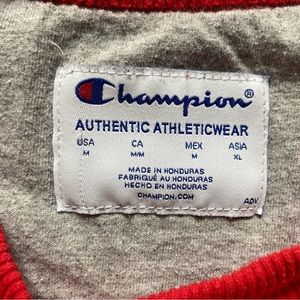 Champion®
AUTHENTIC ATHLETICWEAR
USA CA MEX ASIA
M M/M M XL
MADE IN HONDURAS
FABRIQUÉ AU HONDURAS
HECHO EN HONDURAS
CHAMPION.COM
ADV